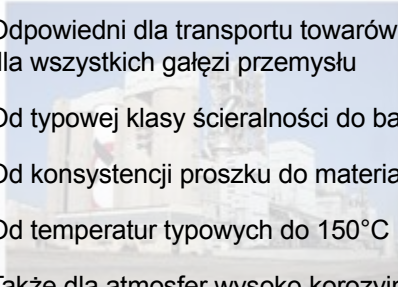 Odpowiedni dla transportu towarów
dla wszystkich gałęzi przemysłu
Od typowej klasy ścieralności do
Od konsystencji proszku do
Od temperatur typowych do 150°C
Także dla atmosfer wysoko